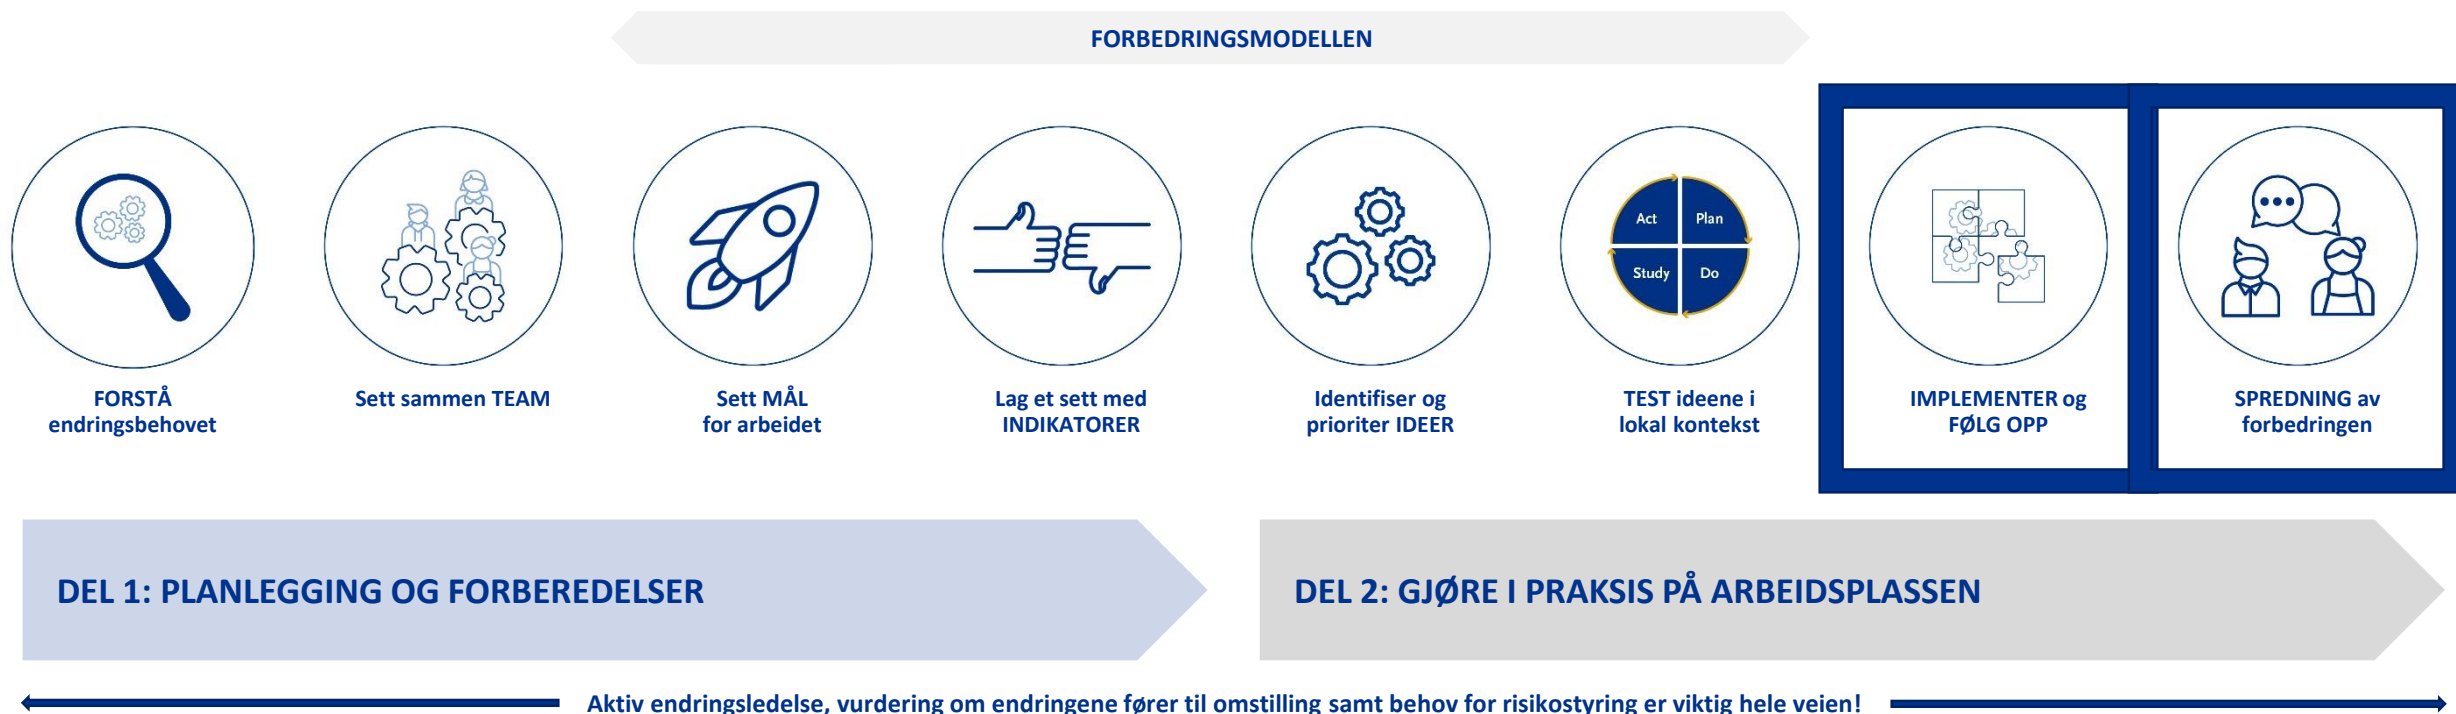 FORBEDRINGSMODELLEN
FORSTÅ
endringsbehovet
Sett sammen TEAM
Sett MÅL
for arbeidet
Lag et sett med
INDIKATORER
Identifiser og
prioriter IDEER
Act
Plan
Study
Do
TEST ideene i
lokal kontekst
IMPLEMENTER og
FØLG OPP
SPREDNING av
forbedringen
DEL 1: PLANLEGGING OG FORBEREDELSER
DEL 2: GJØRE I PRAKSIS PÅ ARBEIDSPLASSEN
Aktiv endringsledelse, vurdering om endringene fører til omstilling samt behov for risikostyring er viktig hele veien!